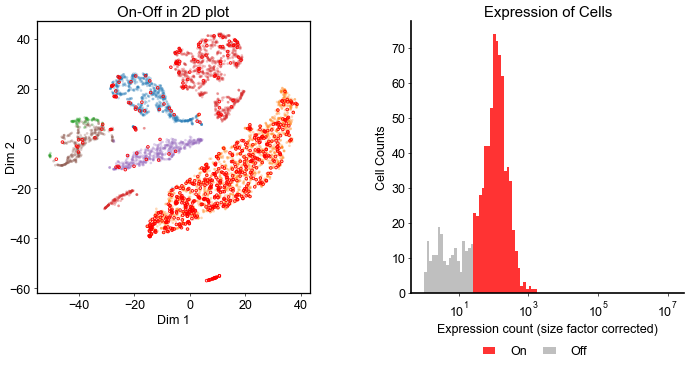 On-Off in 2D plot
40
20
0
−20
−40
−60
Dim 2
−40 −20 0 20 40
Dim 1
Expression of Cells
70
60
50
40
30
20
10
0
Cell Counts
10^1 10^3 10^5 10^7
Expression count (size factor corrected)
On Off